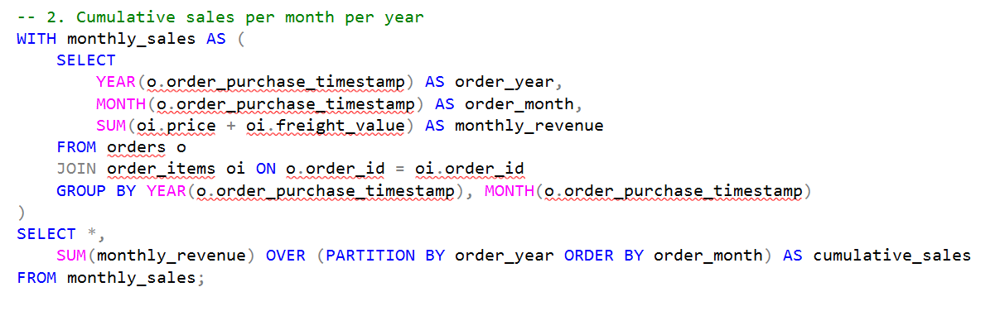 -- 2. Cumulative sales per month per year
WITH monthly_sales AS (
    SELECT
        YEAR(o.order_purchase_timestamp) AS order_year,
        MONTH(o.order_purchase_timestamp) AS order_month,
        SUM(oi.price + oi.freight_value) AS monthly_revenue
    FROM orders o
    JOIN order_items oi ON o.order_id = oi.order_id
    GROUP BY YEAR(o.order_purchase_timestamp), MONTH(o.order_purchase_timestamp)
)
SELECT *,
    SUM(monthly_revenue) OVER (PARTITION BY order_year ORDER BY order_month) AS cumulative_sales
FROM monthly_sales;